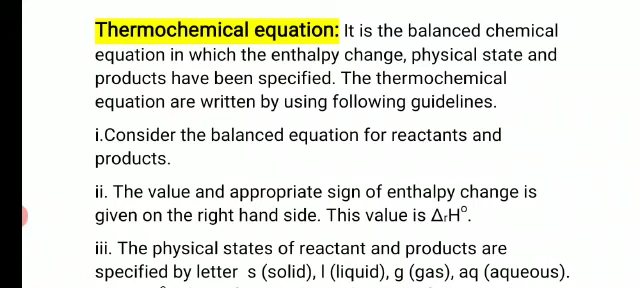 Thermochemical equation: It is the balanced chemical
equation in which the enthalpy change, physical state and
products have been specified. The thermochemical
equation are written by using following guidelines.
i.Consider the balanced equation for reactants and
products.
ii. The value and appropriate sign of enthalpy change is
given on the right hand side. This value is ΔᵣH°.
iii. The physical states of reactant and products are
specified by letter s (solid), l (liquid), g (gas), aq (aqueous).